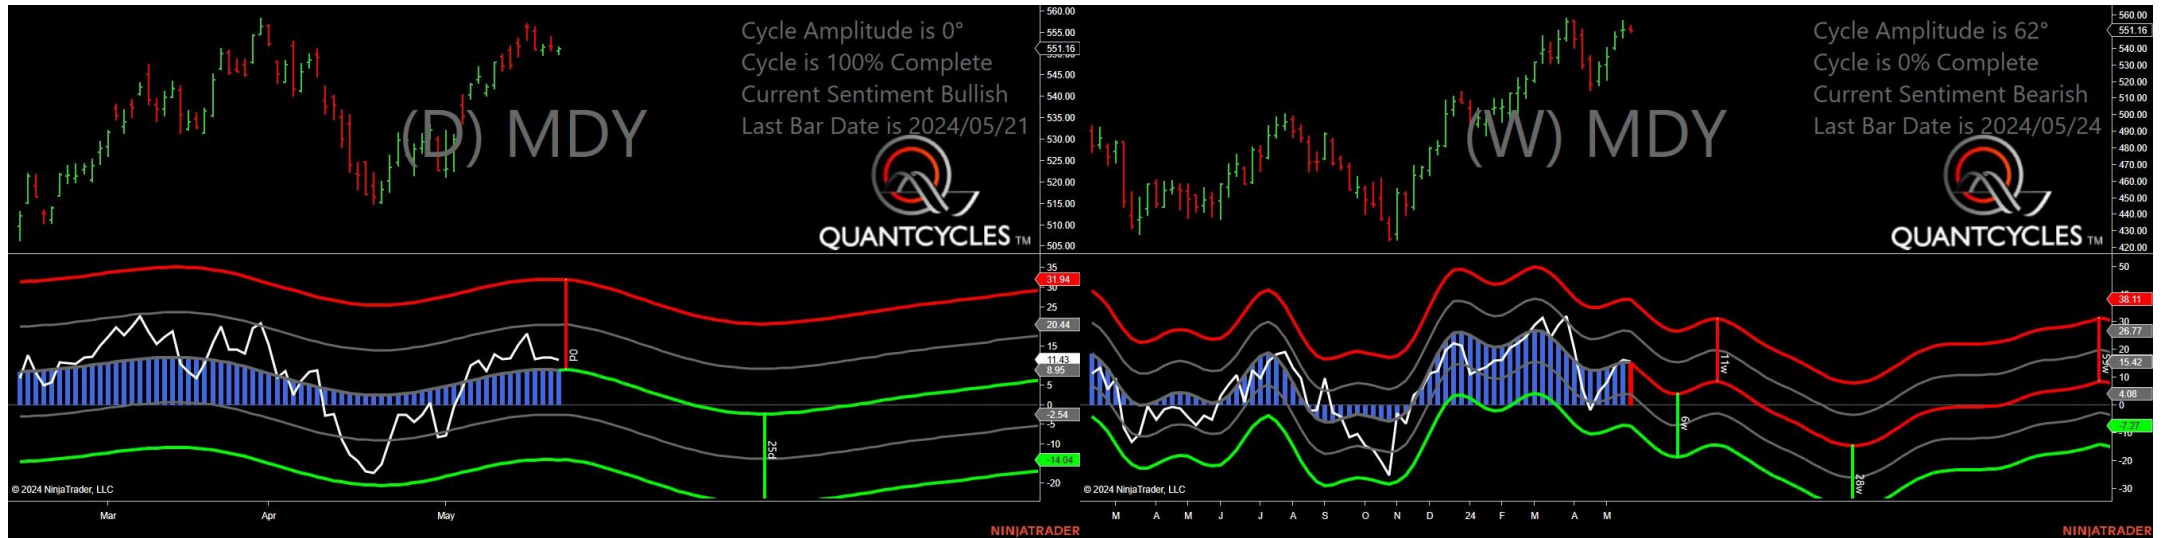 560.00
555.00
551.16
545.00
540.00
535.00
530.00
525.00
520.00
515.00
510.00
505.00
Cycle Amplitude is 0°
Cycle is 100% Complete
Current Sentiment Bullish
Last Bar Date is 2024/05/21
(D) MDY
QUANTCYCLES TM
35
31.94
30
25
20.44
15
11.43
8.95
5
0
-2.54
-5
-10
-14.04
-20
0d
25d
© 2024 NinjaTrader, LLC
Mar Apr May
NINJATRADER
560.00
551.16
540.00
530.00
520.00
510.00
500.00
490.00
480.00
470.00
460.00
450.00
440.00
430.00
420.00
Cycle Amplitude is 62°
Cycle is 0% Complete
Current Sentiment Bearish
Last Bar Date is 2024/05/24
(W) MDY
QUANTCYCLES TM
50
38.11
30
26.77
20
15.42
10
4.08
0
-7.27
-20
-30
6w
11w
28w
59w
© 2024 NinjaTrader, LLC
M A M J J A S O N D 24 F M A M
NINJATRADER